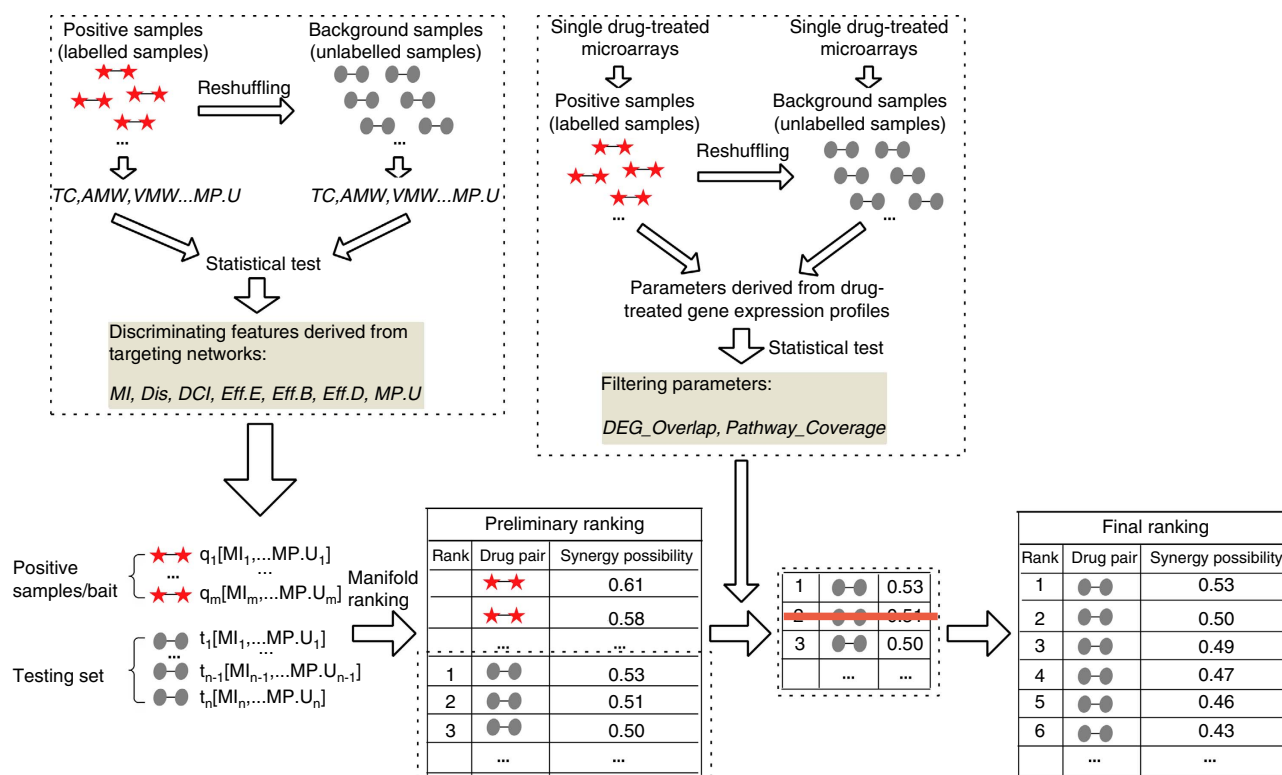 Positive samples
(labelled samples)
Background samples
(unlabelled samples)
Reshuffling
...
...
TC,AMW,VMW...MP.U
TC,AMW,VMW...MP.U
Statistical test
Discriminating features derived from
targeting networks:
MI, Dis, DCI, Eff.E, Eff.B, Eff.D, MP.U
Single drug-treated
microarrays
Single drug-treated
microarrays
Positive samples
(labelled samples)
Background samples
(unlabelled samples)
Reshuffling
...
...
Parameters derived from drug-
treated gene expression profiles
Statistical test
Filtering parameters:
DEG_Overlap, Pathway_Coverage
Positive
samples/bait
q1[MI1,...MP.U1]
... ...
qm[MIm,...MP.Um]
Testing set
t1[MI1,...MP.U1]
...
tn-1[MIn-1,...MP.Un-1]
tn[MIn,...MP.Un]
Manifold
ranking
Preliminary ranking
Rank Drug pair Synergy possibility
0.61
0.58
... ...
1 0.53
2 0.51
3 0.50
... ...
1 0.53
2 0.51
3 0.50
... ...
Final ranking
Rank Drug pair Synergy possibility
1 0.53
2 0.50
3 0.49
4 0.47
5 0.46
6 0.43
... ...